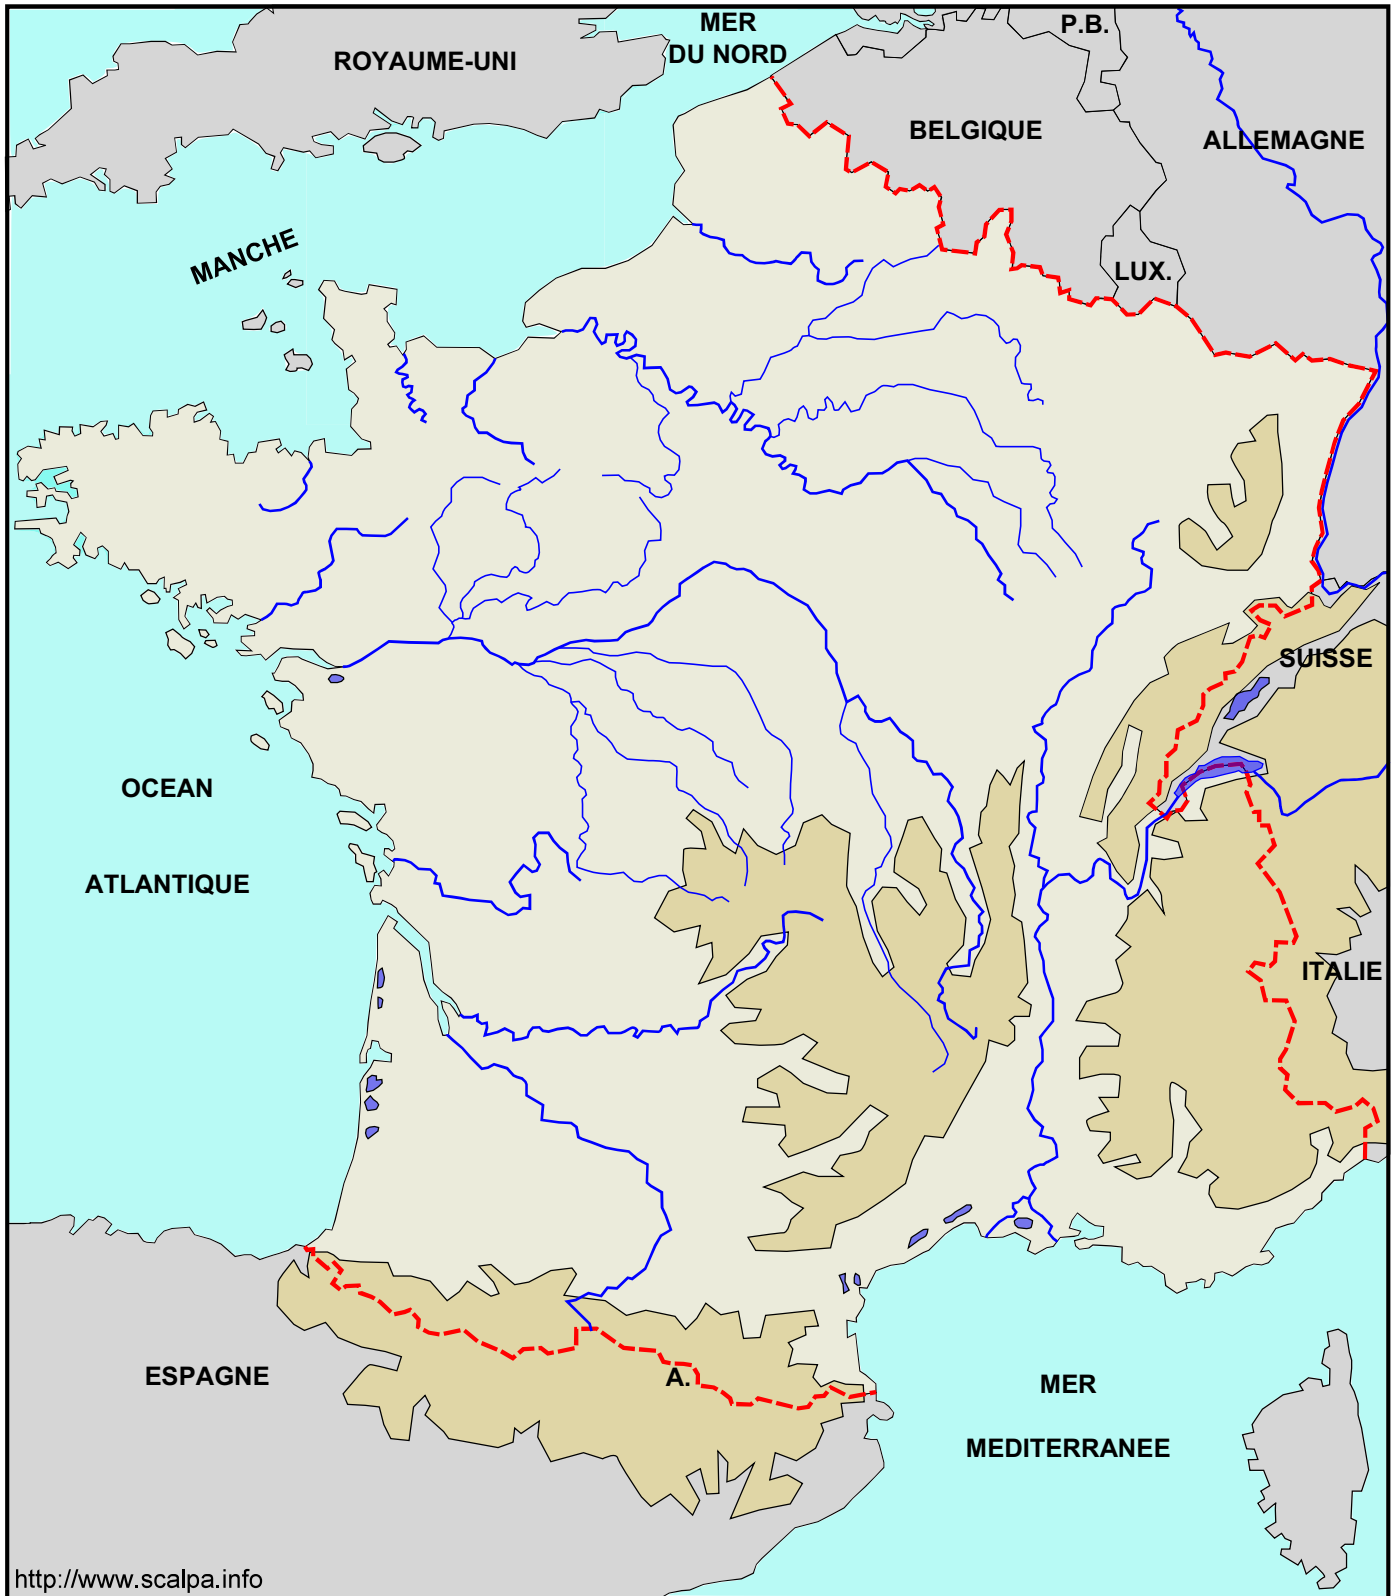 MER
DU NORD
P.B.
ROYAUME-UNI
BELGIQUE
ALLEMAGNE
MANCHE
LUX.
SUISSE
OCEAN
ATLANTIQUE
ITALIE
ESPAGNE
A.
MER
MEDITERRANEE
http://www.scalpa.info